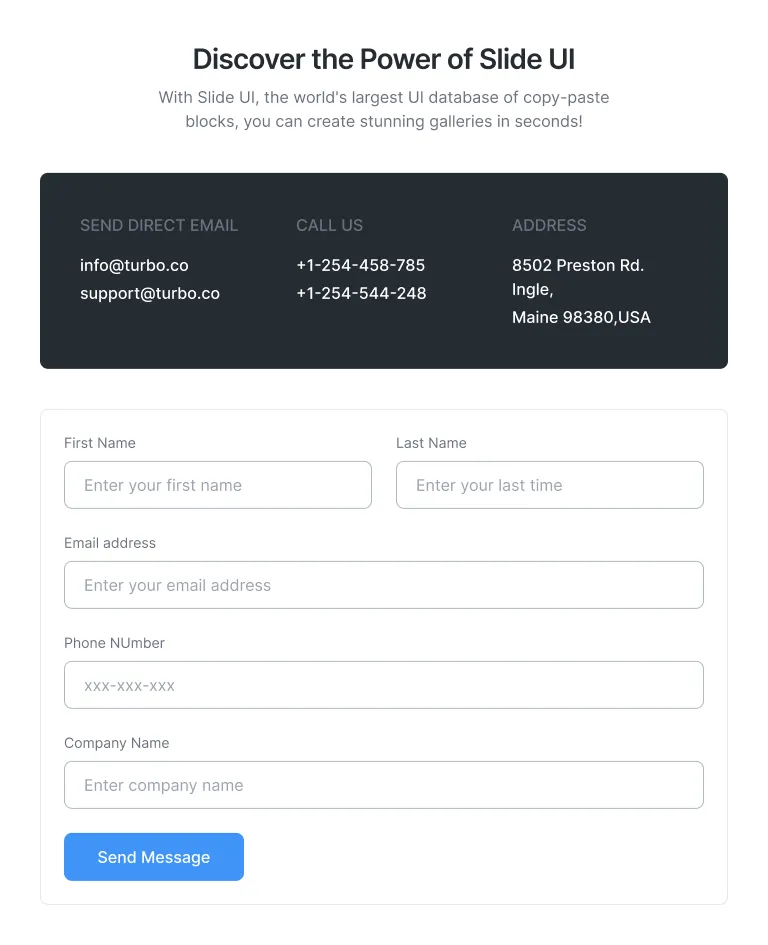 Discover the Power of Slide UI
With Slide UI, the world's largest UI database of copy-paste
blocks, you can create stunning galleries in seconds!
SEND DIRECT EMAIL
info@turbo.co
support@turbo.co
CALL US
+1-254-458-785
+1-254-544-248
ADDRESS
8502 Preston Rd.
Ingle,
Maine 98380,USA
First Name
Enter your first name
Last Name
Enter your last time
Email address
Enter your email address
Phone NUmber
xxx-xxx-xxx
Company Name
Enter company name
Send Message